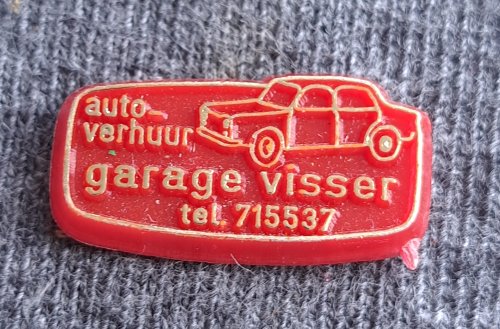 auto-
verhuur
garage visser
tel. 715537